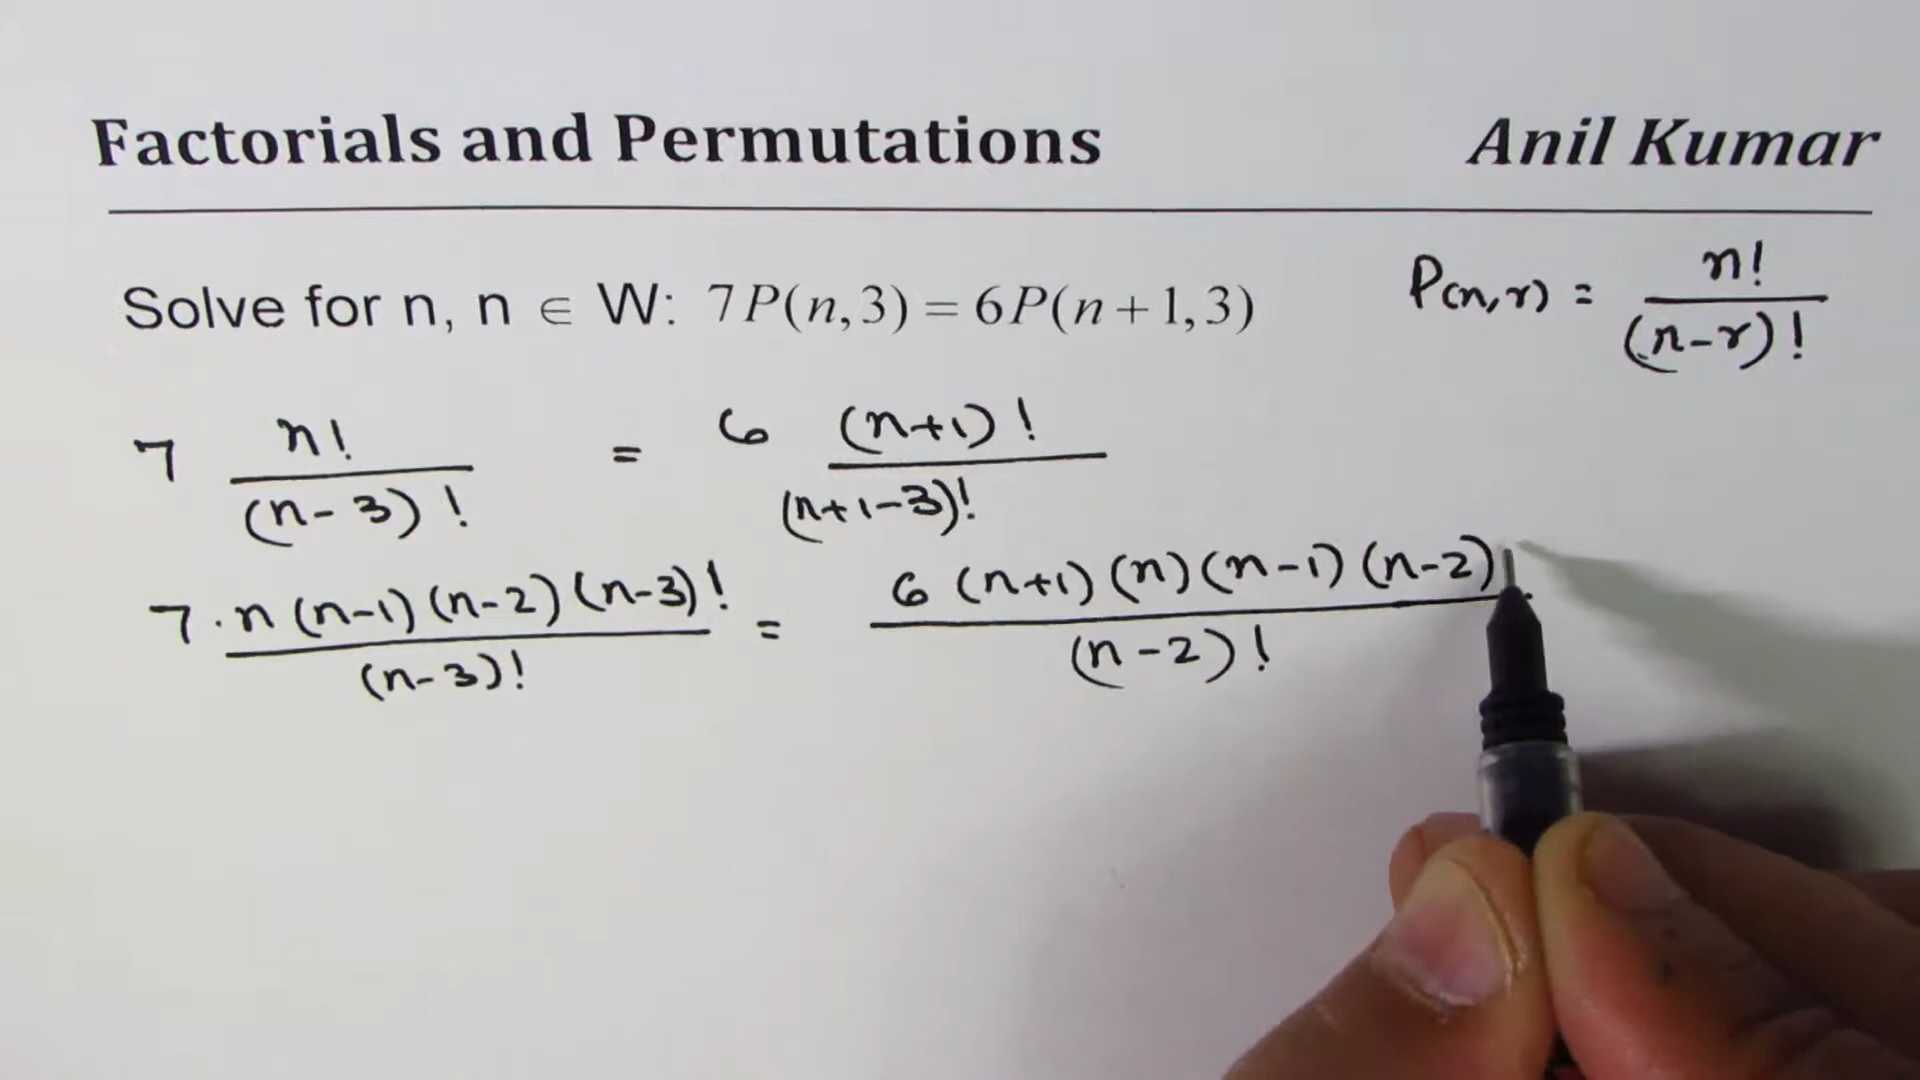 Factorials and Permutations Anil Kumar
Solve for n, n ∈ W: 7P(n,3) = 6P(n+1,3)
P(n,r) = n! / (n-r)!
7 n! / (n-3)! = 6 (n+1)! / (n+1-3)!
7 · n (n-1) (n-2) (n-3)! / (n-3)! = 6 (n+1) (n) (n-1) (n-2) / (n-2)!